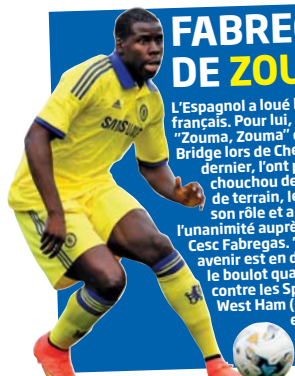 FABRE
DE ZOU
L'Espagnol a loué
français. Pour lui,
"Zouma, Zouma"
Bridge lors de Che
dernier, l'ont
chouchou de
de terrain, le
son rôle et a
l'unanimité auprè
Cesc Fabregas. "
avenir est en d
le boulot qua
contre les Sp
West Ham (
SAMSUNG